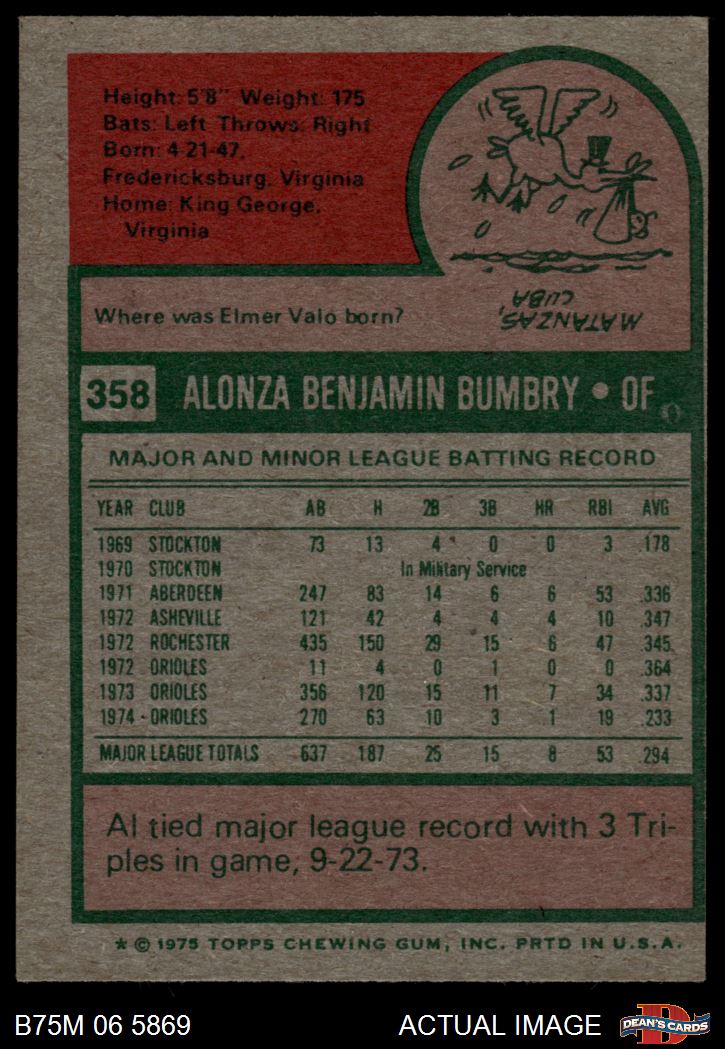 Height: 5'8" Weight: 175
Bats: Left Throws: Right
Born: 4-21-47,
Fredericksburg, Virginia
Home: King George,
Virginia
Where was Elmer Valo born?
MATANZAS,
CUBA
358 ALONZA BENJAMIN BUMBRY • OF
MAJOR AND MINOR LEAGUE BATTING RECORD
YEAR CLUB AB H 2B 3B HR RBI AVG
1969 STOCKTON 73 13 4 0 0 3 .178
1970 STOCKTON In Military Service
1971 ABERDEEN 247 83 14 6 6 53 .336
1972 ASHEVILLE 121 42 4 4 4 10 .347
1972 ROCHESTER 435 150 29 15 6 47 .345
1972 ORIOLES 11 4 0 1 0 0 .364
1973 ORIOLES 356 120 15 11 7 34 .337
1974 - ORIOLES 270 63 10 3 1 19 .233
MAJOR LEAGUE TOTALS 637 187 25 15 8 53 .294
Al tied major league record with 3 Tri-
ples in game, 9-22-73.
* © 1975 TOPPS CHEWING GUM, INC. PRTD IN U.S.A.
B75M 06 5869 ACTUAL IMAGE DEAN'S CARDS